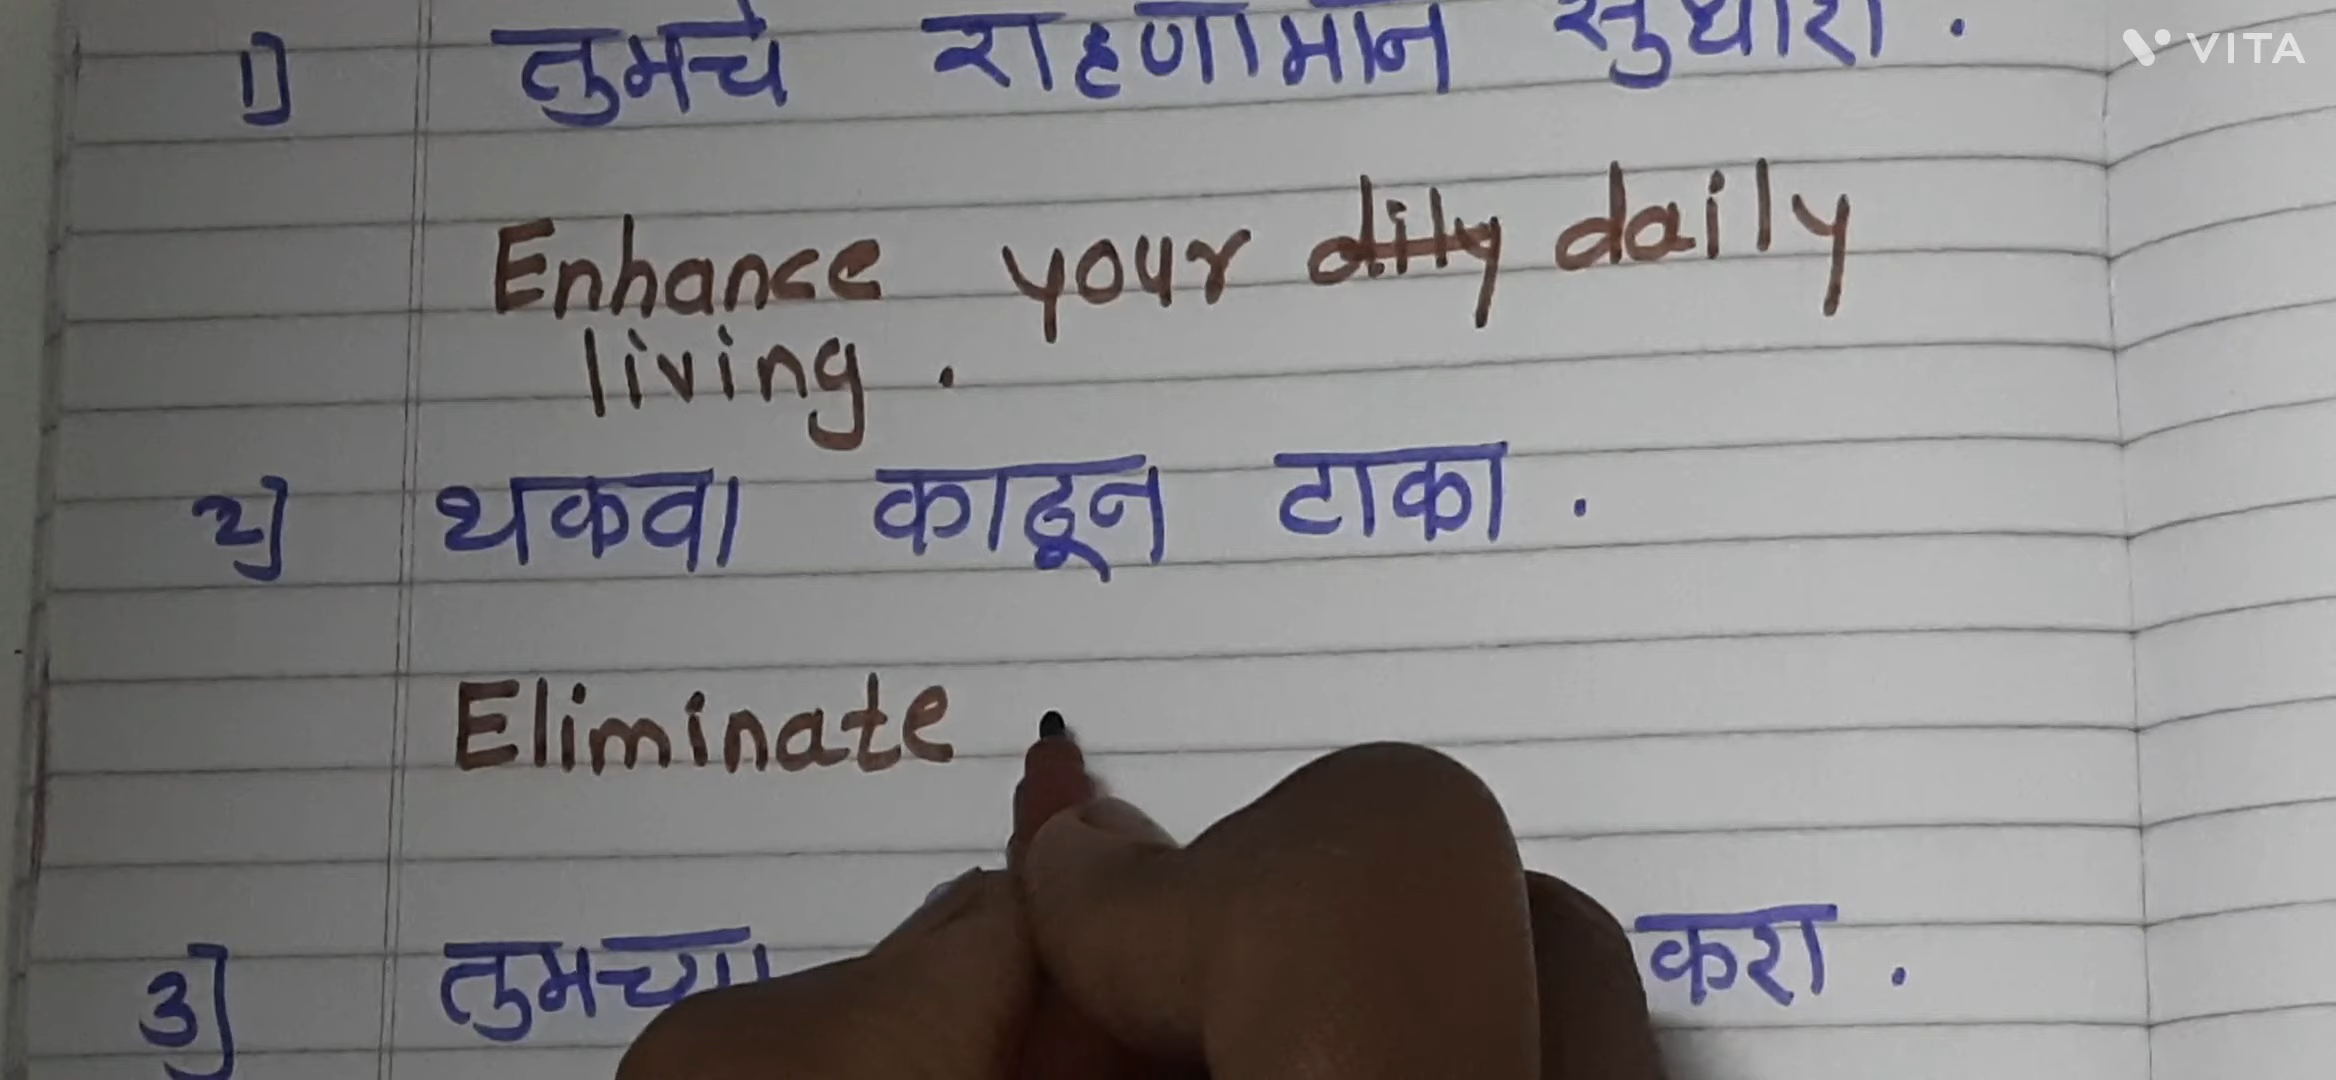 1) तुमचे राहणीमान सुधारा .
VITA
Enhance your dily daily
living .
2) थकवा काढून टाका .
Eliminate
3) तुमच्या करा .